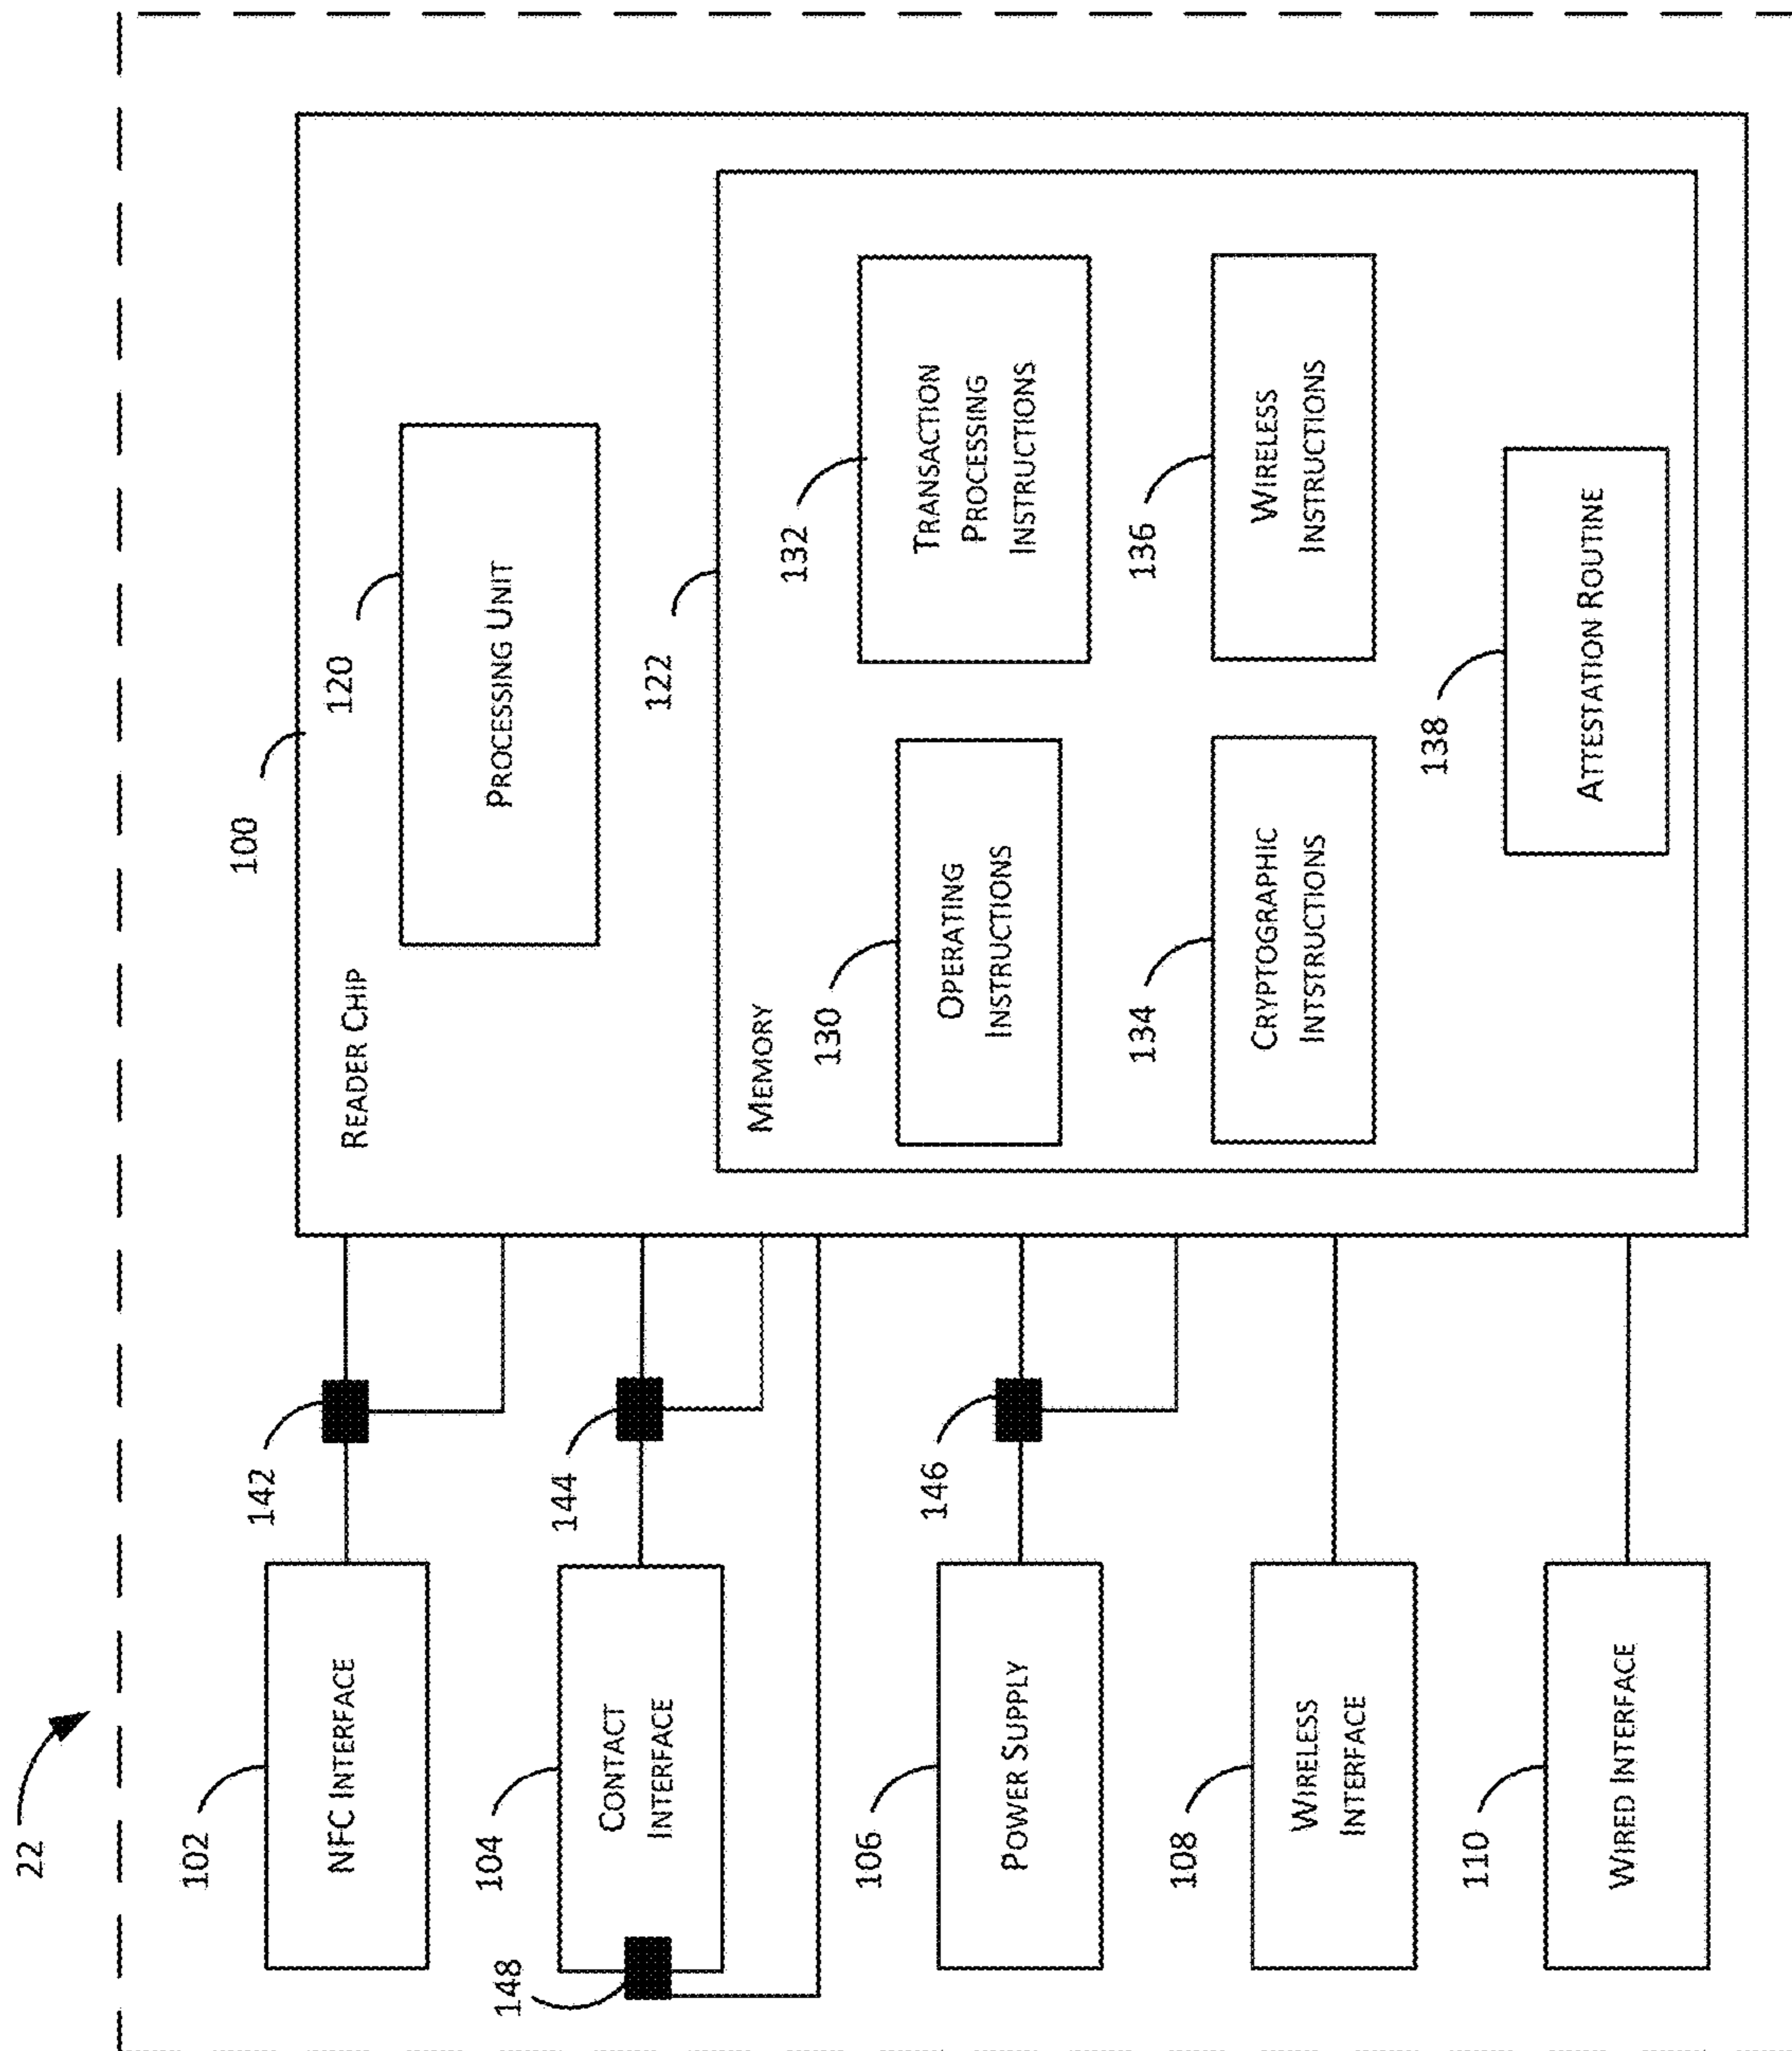 22
102
NFC INTERFACE
142
148
104
CONTACT
INTERFACE
144
106
POWER SUPPLY
146
108
WIRELESS
INTERFACE
110
WIRED INTERFACE
100
READER CHIP
120
PROCESSING UNIT
122
MEMORY
130
OPERATING
INSTRUCTIONS
132
TRANSACTION
PROCESSING
INSTRUCTIONS
134
CRYPTOGRAPHIC
INTSTRUCTIONS
136
WIRELESS
INSTRUCTIONS
138
ATTESTATION ROUTINE